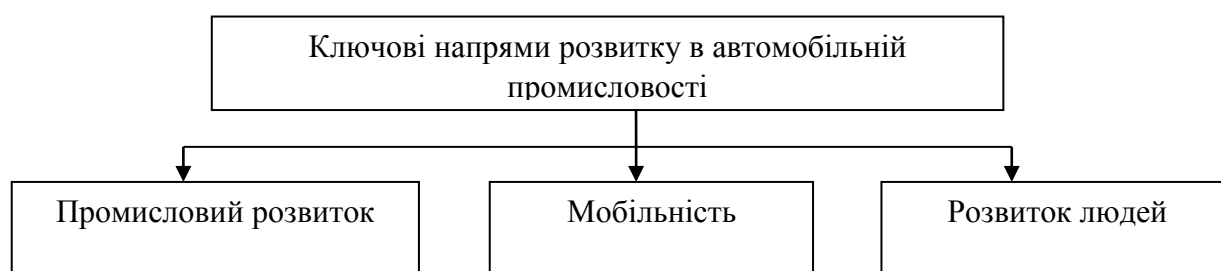 Ключові напрями розвитку в автомобільній
промисловості
Промисловий розвиток
Мобільність
Розвиток людей